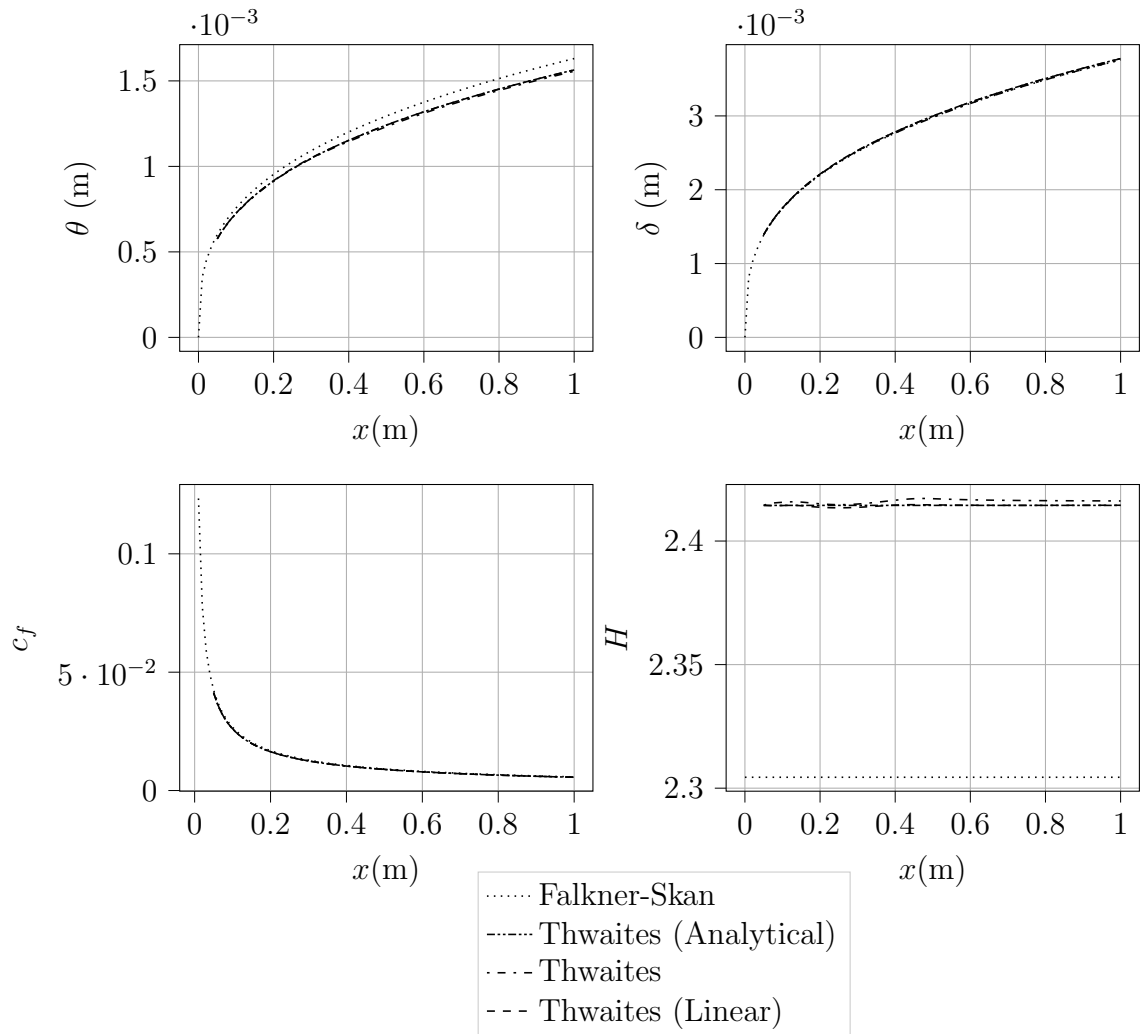 ·10⁻³
1.5
1
0.5
0
θ (m)
0 0.2 0.4 0.6 0.8 1
x(m)
·10⁻³
3
2
1
0
δ (m)
0 0.2 0.4 0.6 0.8 1
x(m)
0.1
5 · 10⁻²
0
c_f
0 0.2 0.4 0.6 0.8 1
x(m)
2.4
2.35
2.3
H
0 0.2 0.4 0.6 0.8 1
x(m)
Falkner-Skan
Thwaites (Analytical)
Thwaites
Thwaites (Linear)